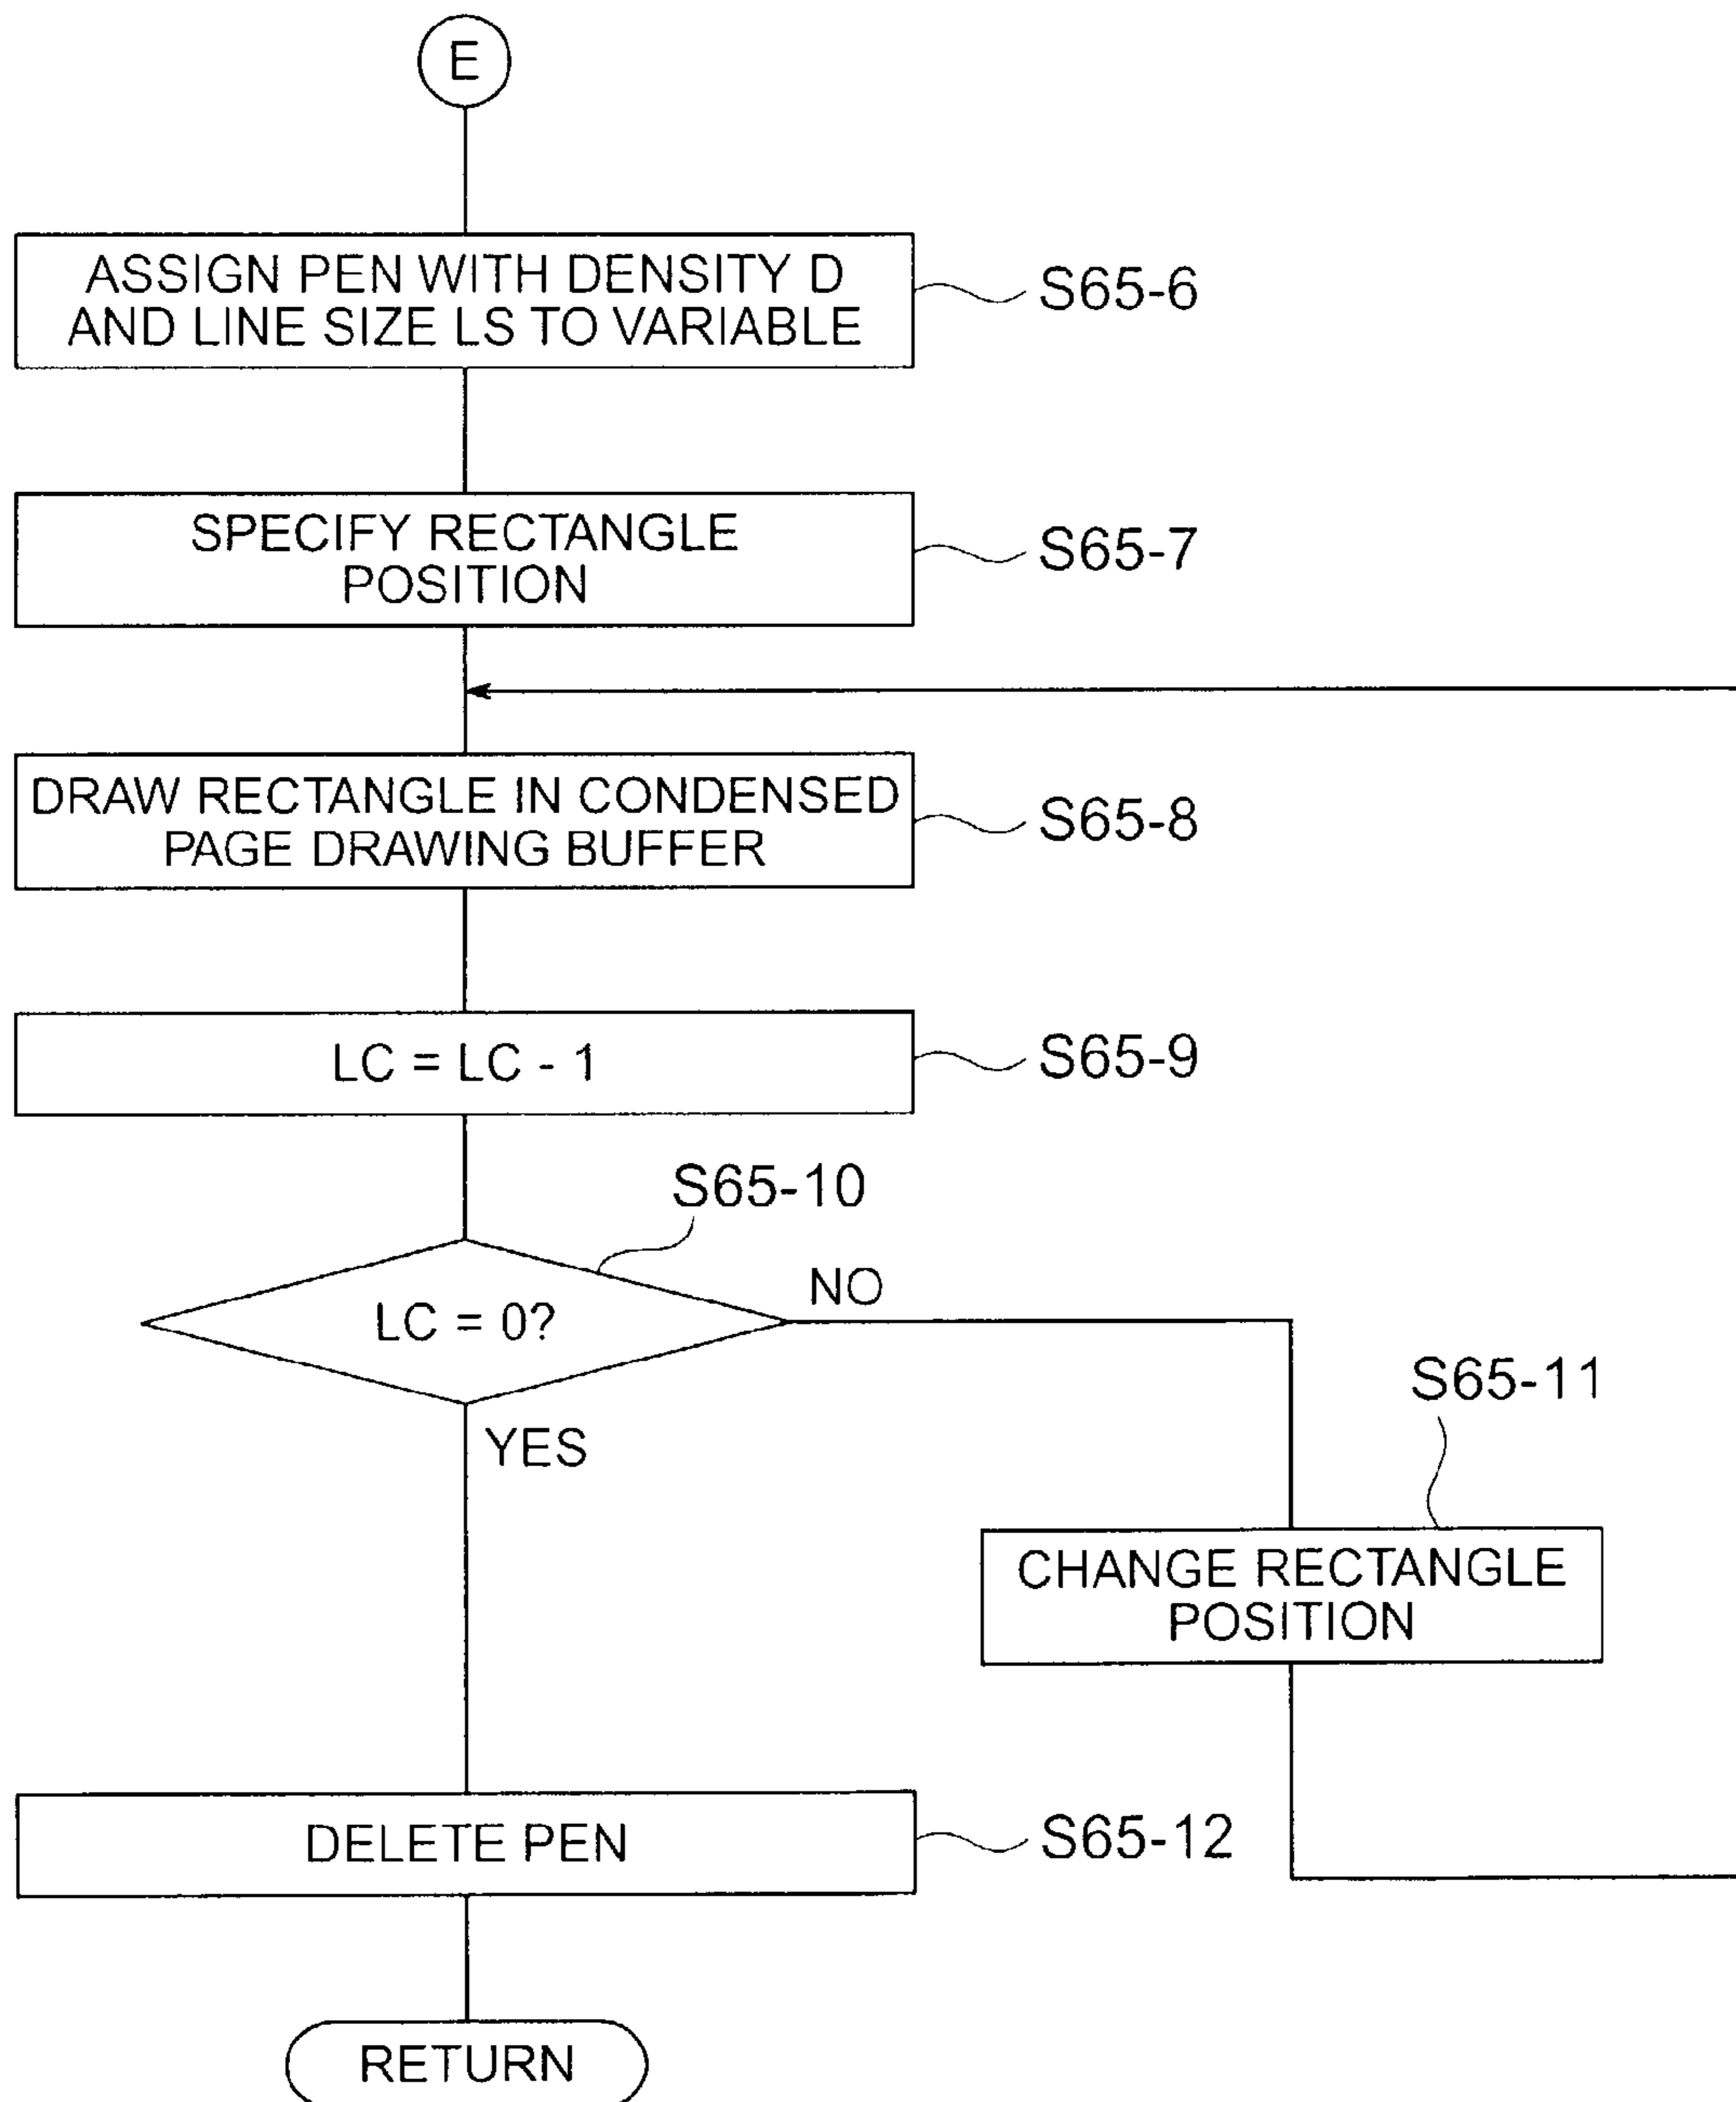 E
ASSIGN PEN WITH DENSITY D
AND LINE SIZE LS TO VARIABLE
S65-6
SPECIFY RECTANGLE
POSITION
S65-7
DRAW RECTANGLE IN CONDENSED
PAGE DRAWING BUFFER
S65-8
LC = LC - 1
S65-9
S65-10
LC = 0?
NO
YES
S65-11
CHANGE RECTANGLE
POSITION
DELETE PEN
S65-12
RETURN